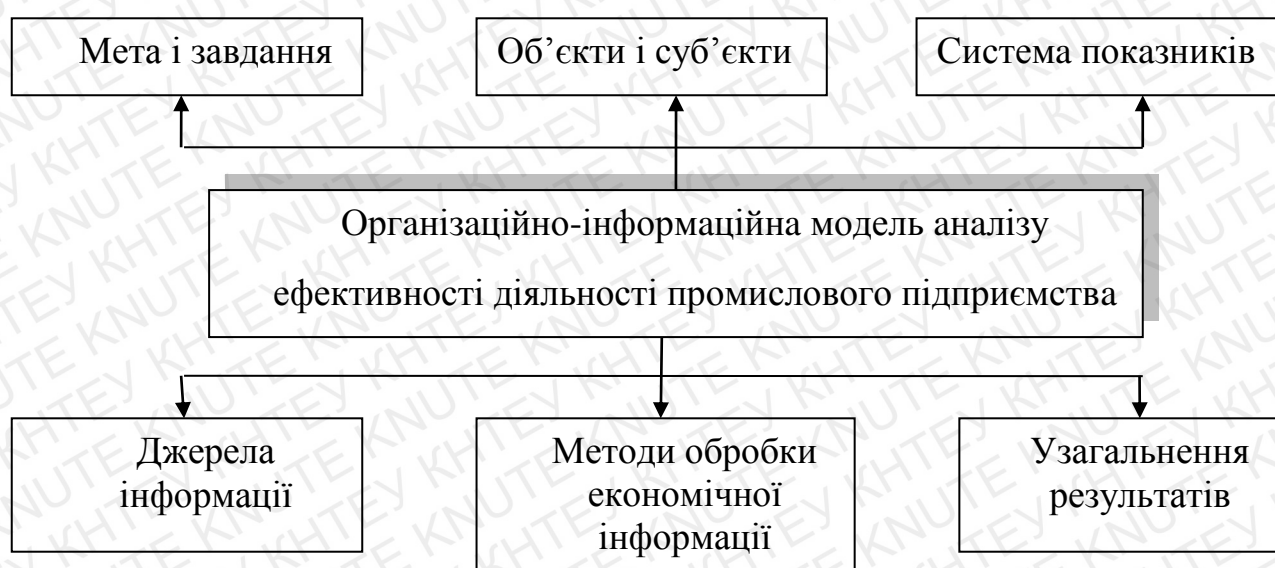 Мета і завдання
Об’єкти і суб’єкти
Система показників
Організаційно-інформаційна модель аналізу
ефективності діяльності промислового підприємства
Джерела
інформації
Методи обробки
економічної
інформації
Узагальнення
результатів